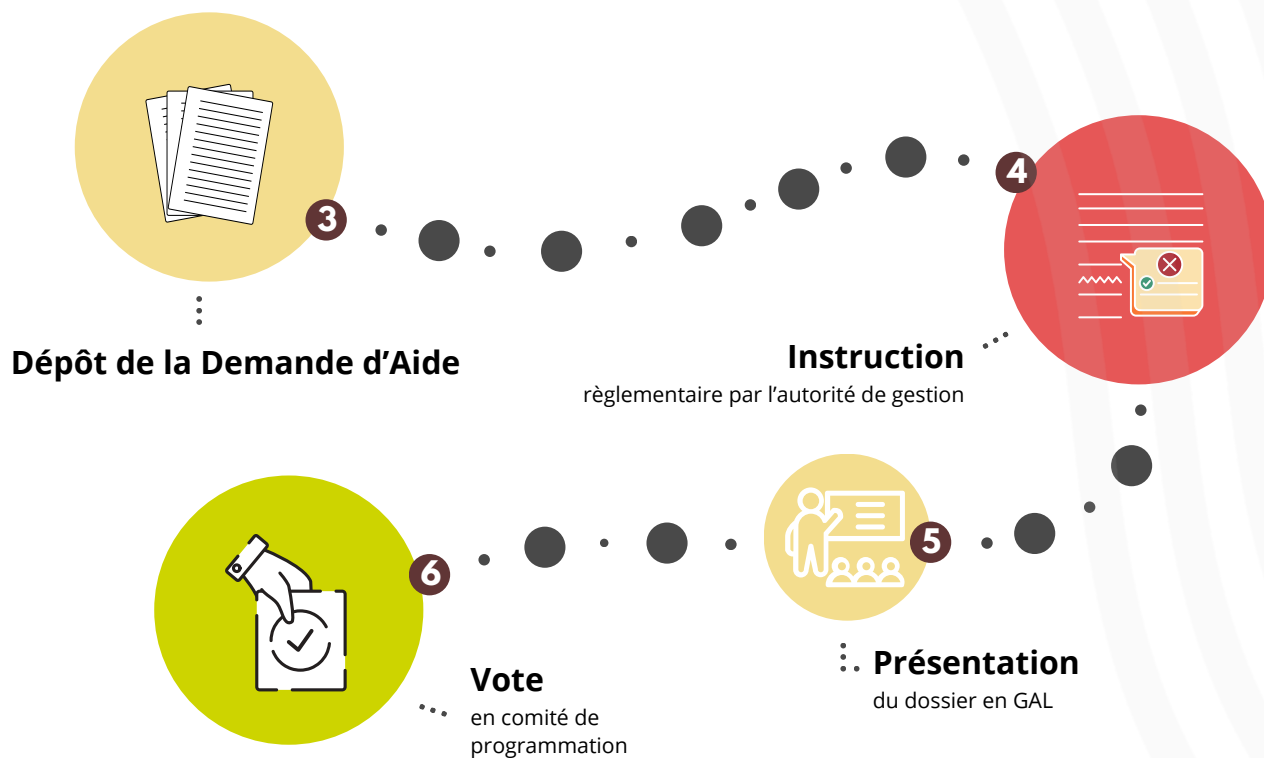 3
Dépôt de la Demande d’Aide
4
Instruction
règlementaire par l’autorité de gestion
5
Présentation
du dossier en GAL
6
Vote
en comité de
programmation